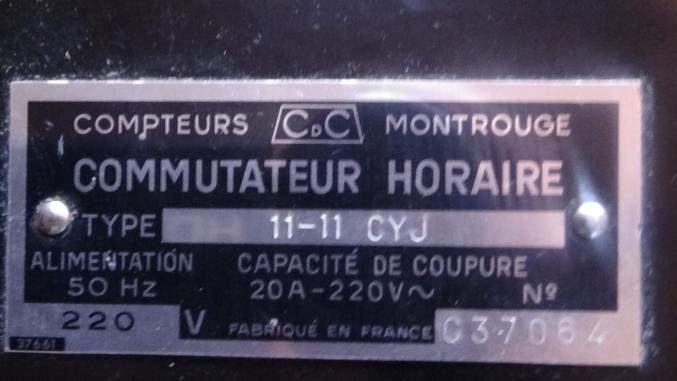 COMPTEURS CDC MONTROUGE
COMMUTATEUR HORAIRE
TYPE 11-11 CYJ
ALIMENTATION CAPACITÉ DE COUPURE
50 Hz 20A-220V~ Nº
220 V FABRIQUÉ EN FRANCE C37064
37661